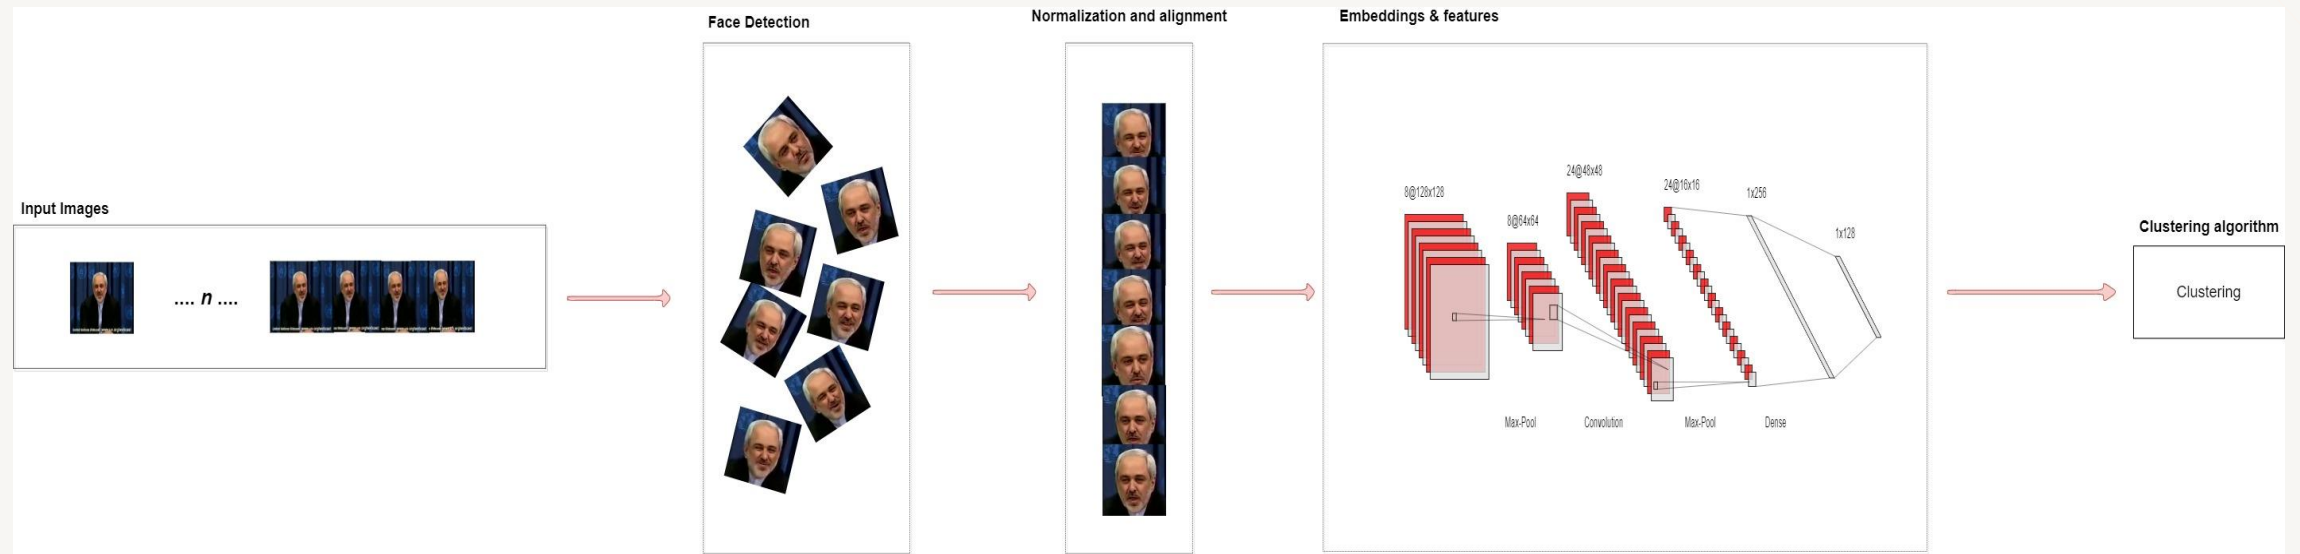 Face Detection
Normalization and alignment
Embeddings & features
Input Images
.... n ....
8@128x128
8@64x64
24@48x48
24@16x16
1x256
1x128
Max-Pool
Convolution
Max-Pool
Dense
Clustering algorithm
Clustering